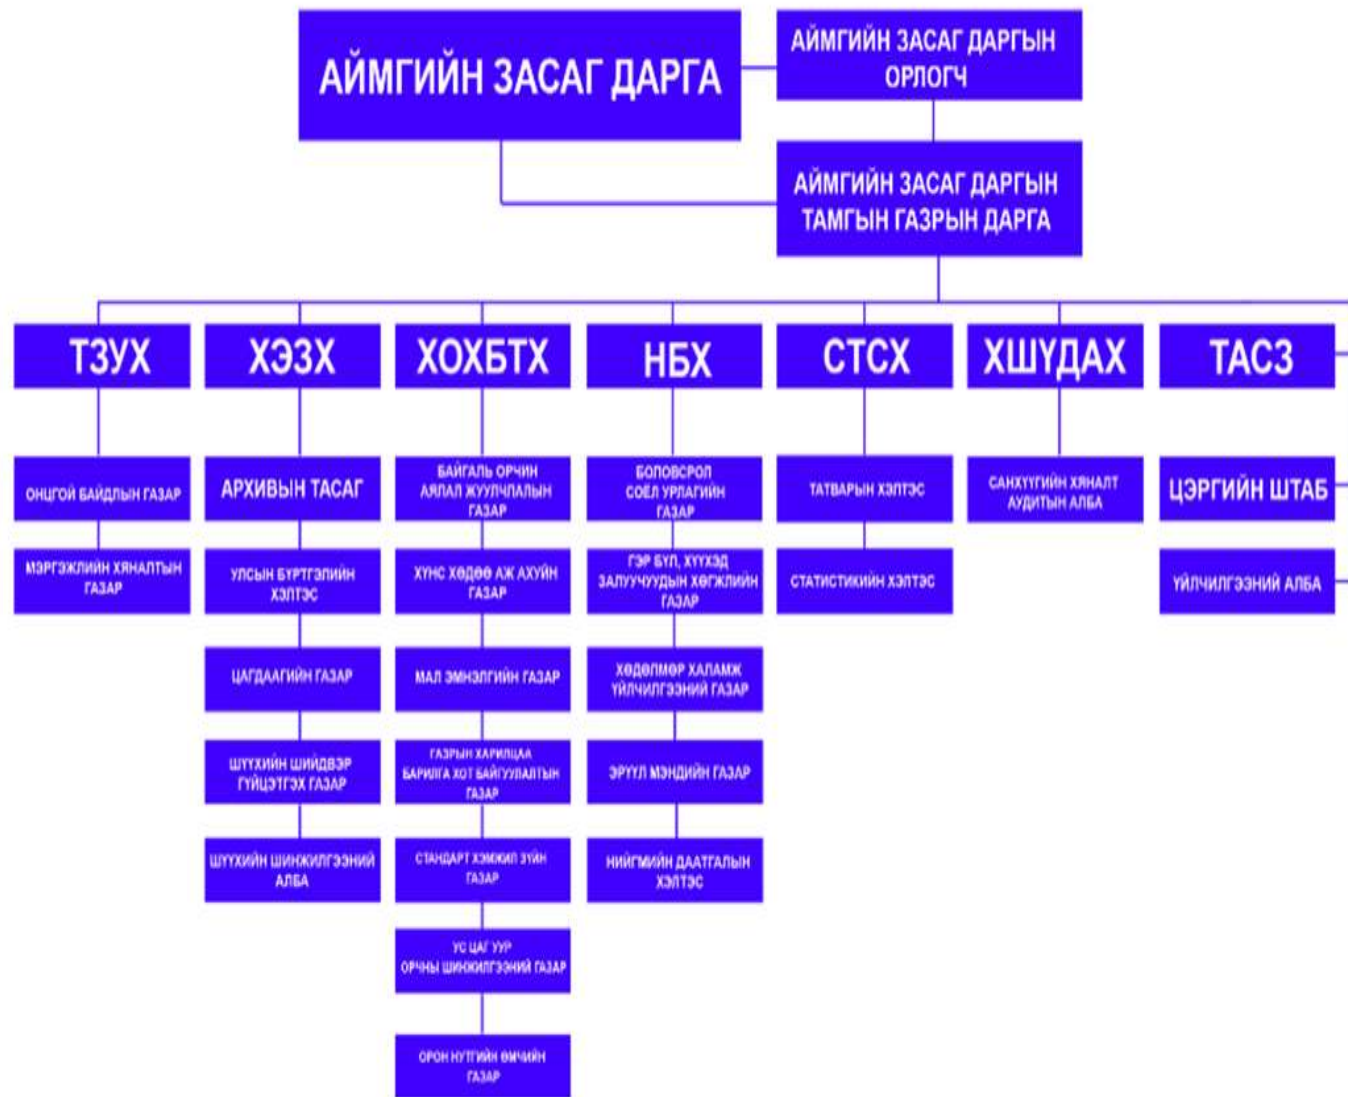 АЙМГИЙН ЗАСАГ ДАРГА
АЙМГИЙН ЗАСАГ ДАРГЫН
ОРЛОГЧ
АЙМГИЙН ЗАСАГ ДАРГЫН
ТАМГЫН ГАЗРЫН ДАРГА
ТЗУХ
ХЭЗХ
ХОХБТХ
НБХ
СТСХ
ХШҮДАХ
ТАСЗ
ОНЦГОЙ БАЙДЛЫН ГАЗАР
МЭРГЭЖЛИЙН ХЯНАЛТЫН
ГАЗАР
АРХИВЫН ТАСАГ
УЛСЫН БҮРТГЭЛИЙН
ХЭЛТЭС
ЦАГДААГИЙН ГАЗАР
ШҮҮХИЙН ШИЙДВЭР
ГҮЙЦЭТГЭХ ГАЗАР
ШҮҮХИЙН ШИНЖИЛГЭЭНИЙ
АЛБА
БАЙГАЛЬ ОРЧИН
АЯЛАЛ ЖУУЛЧЛАЛЫН
ГАЗАР
ХҮНС ХӨДӨӨ АЖ АХУЙН
ГАЗАР
МАЛ ЭМНЭЛГИЙН ГАЗАР
ГАЗРЫН ХАРИЛЦАА
БАРИЛГА ХОТ БАЙГУУЛАЛТЫН
ГАЗАР
СТАНДАРТ ХЭМЖИЛ ЗҮЙН
ГАЗАР
УС ЦАГ УУР
ОРЧНЫ ШИНЖИЛГЭЭНИЙ ГАЗАР
ОРОН НУТГИЙН ӨМЧИЙН
ГАЗАР
БОЛОВСРОЛ
СОЁЛ УРЛАГИЙН
ГАЗАР
ГЭР БҮЛ, ХҮҮХЭД
ЗАЛУУЧУУДЫН ХӨГЖЛИЙН
ГАЗАР
ХӨДӨЛМӨР ХАЛАМЖ
ҮЙЛЧИЛГЭЭНИЙ ГАЗАР
ЭРҮҮЛ МЭНДИЙН ГАЗАР
НИЙГМИЙН ДААТГАЛЫН
ХЭЛТЭС
ТАТВАРЫН ХЭЛТЭС
СТАТИСТИКИЙН ХЭЛТЭС
САНХҮҮГИЙН ХЯНАЛТ
АУДИТЫН АЛБА
ЦЭРГИЙН ШТАБ
ҮЙЛЧИЛГЭЭНИЙ АЛБА